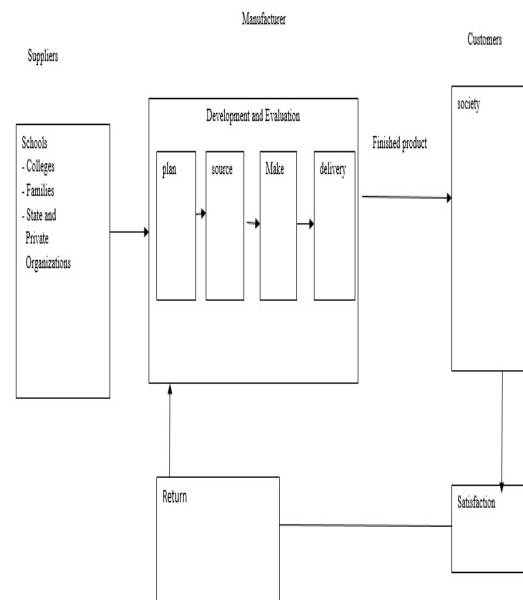 Manufacturer
Customers
Suppliers
Development and Evaluation
society
Schools
- Colleges
- Families
- State and
Private
Organizations
plan
source
Make
delivery
Finished product
Return
Satisfaction